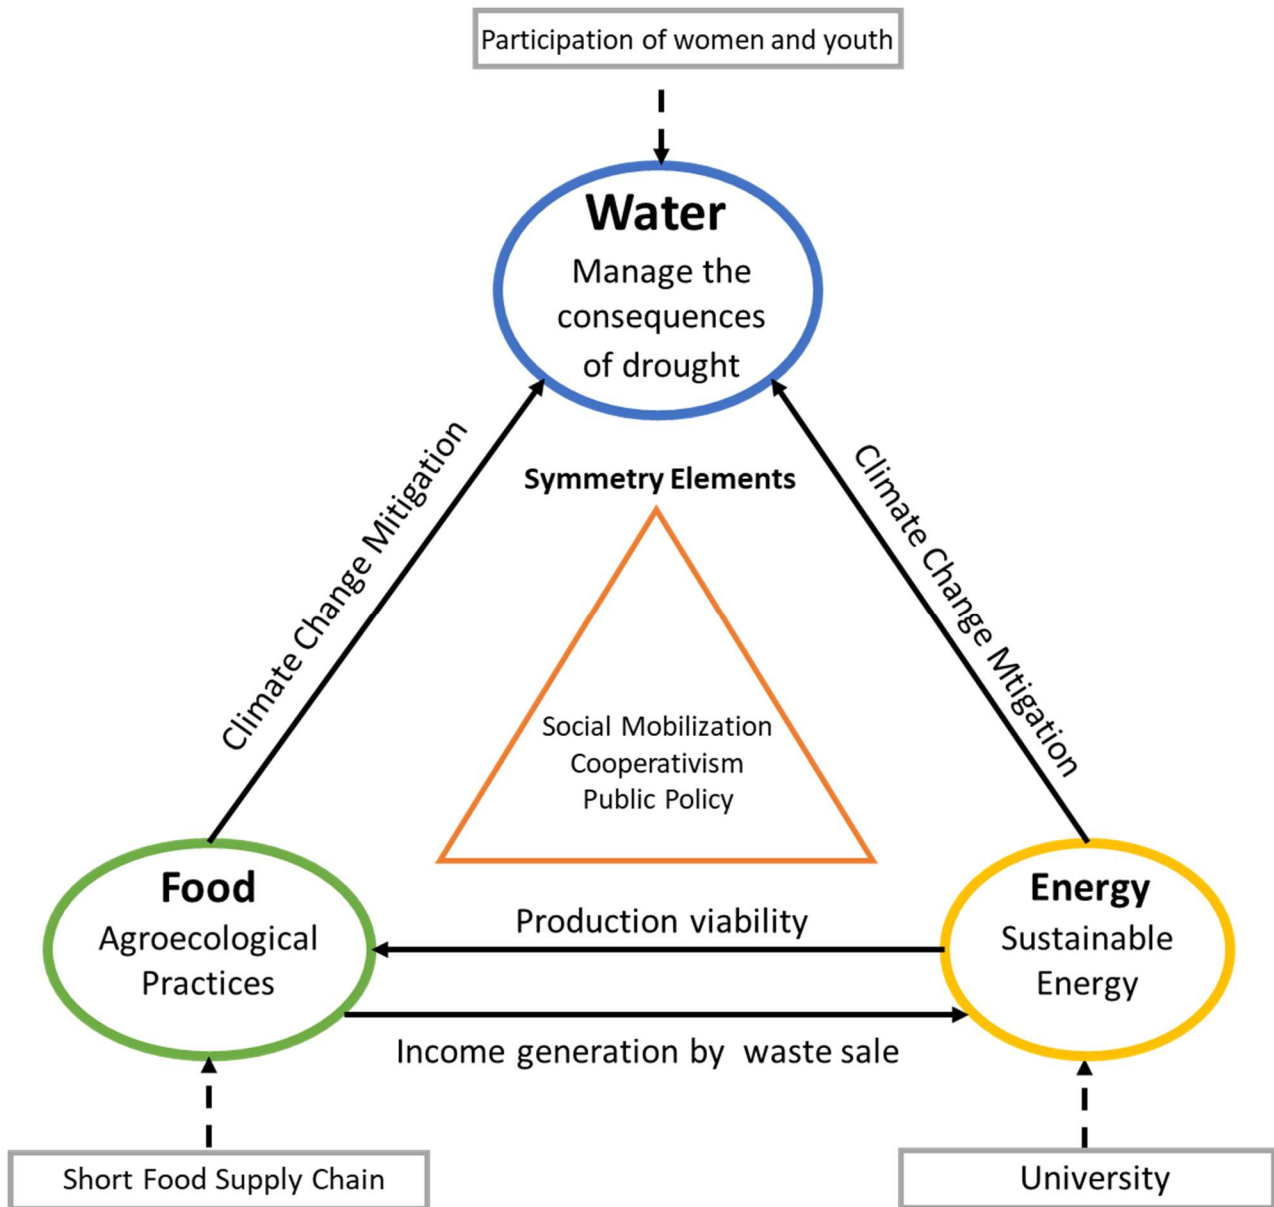 Participation of women and youth
Water
Manage the
consequences
of drought
Climate Change Mitigation
Climate Change Mtigation
Symmetry Elements
Social Mobilization
Cooperativism
Public Policy
Food
Agroecological
Practices
Production viability
Income generation by waste sale
Energy
Sustainable
Energy
Short Food Supply Chain
University